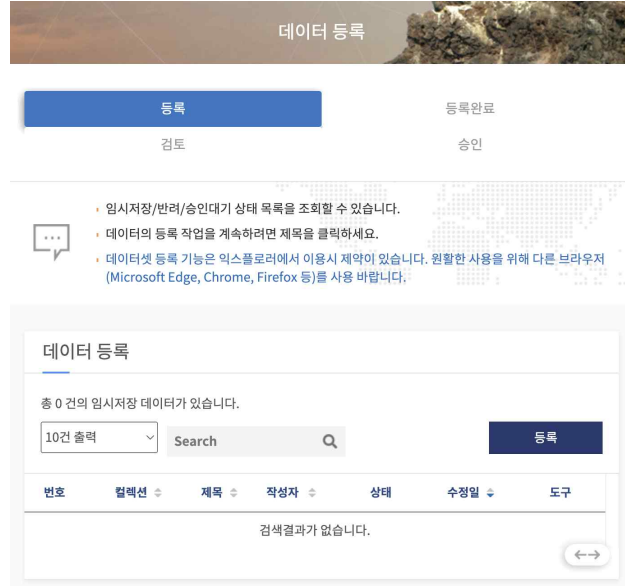 데이터 등록
등록
등록완료
검토
승인
임시저장/반려/승인대기 상태 목록을 조회할 수 있습니다.
데이터의 등록 작업을 계속하려면 제목을 클릭하세요.
데이터셋 등록 기능은 익스플로러에서 이용시 제약이 있습니다. 원활한 사용을 위해 다른 브라우저
(Microsoft Edge, Chrome, Firefox 등)를 사용 바랍니다.
데이터 등록
총 0 건의 임시저장 데이터가 있습니다.
10건 출력 Search 등록
번호 컬렉션 제목 작성자 상태 수정일 도구
검색결과가 없습니다.